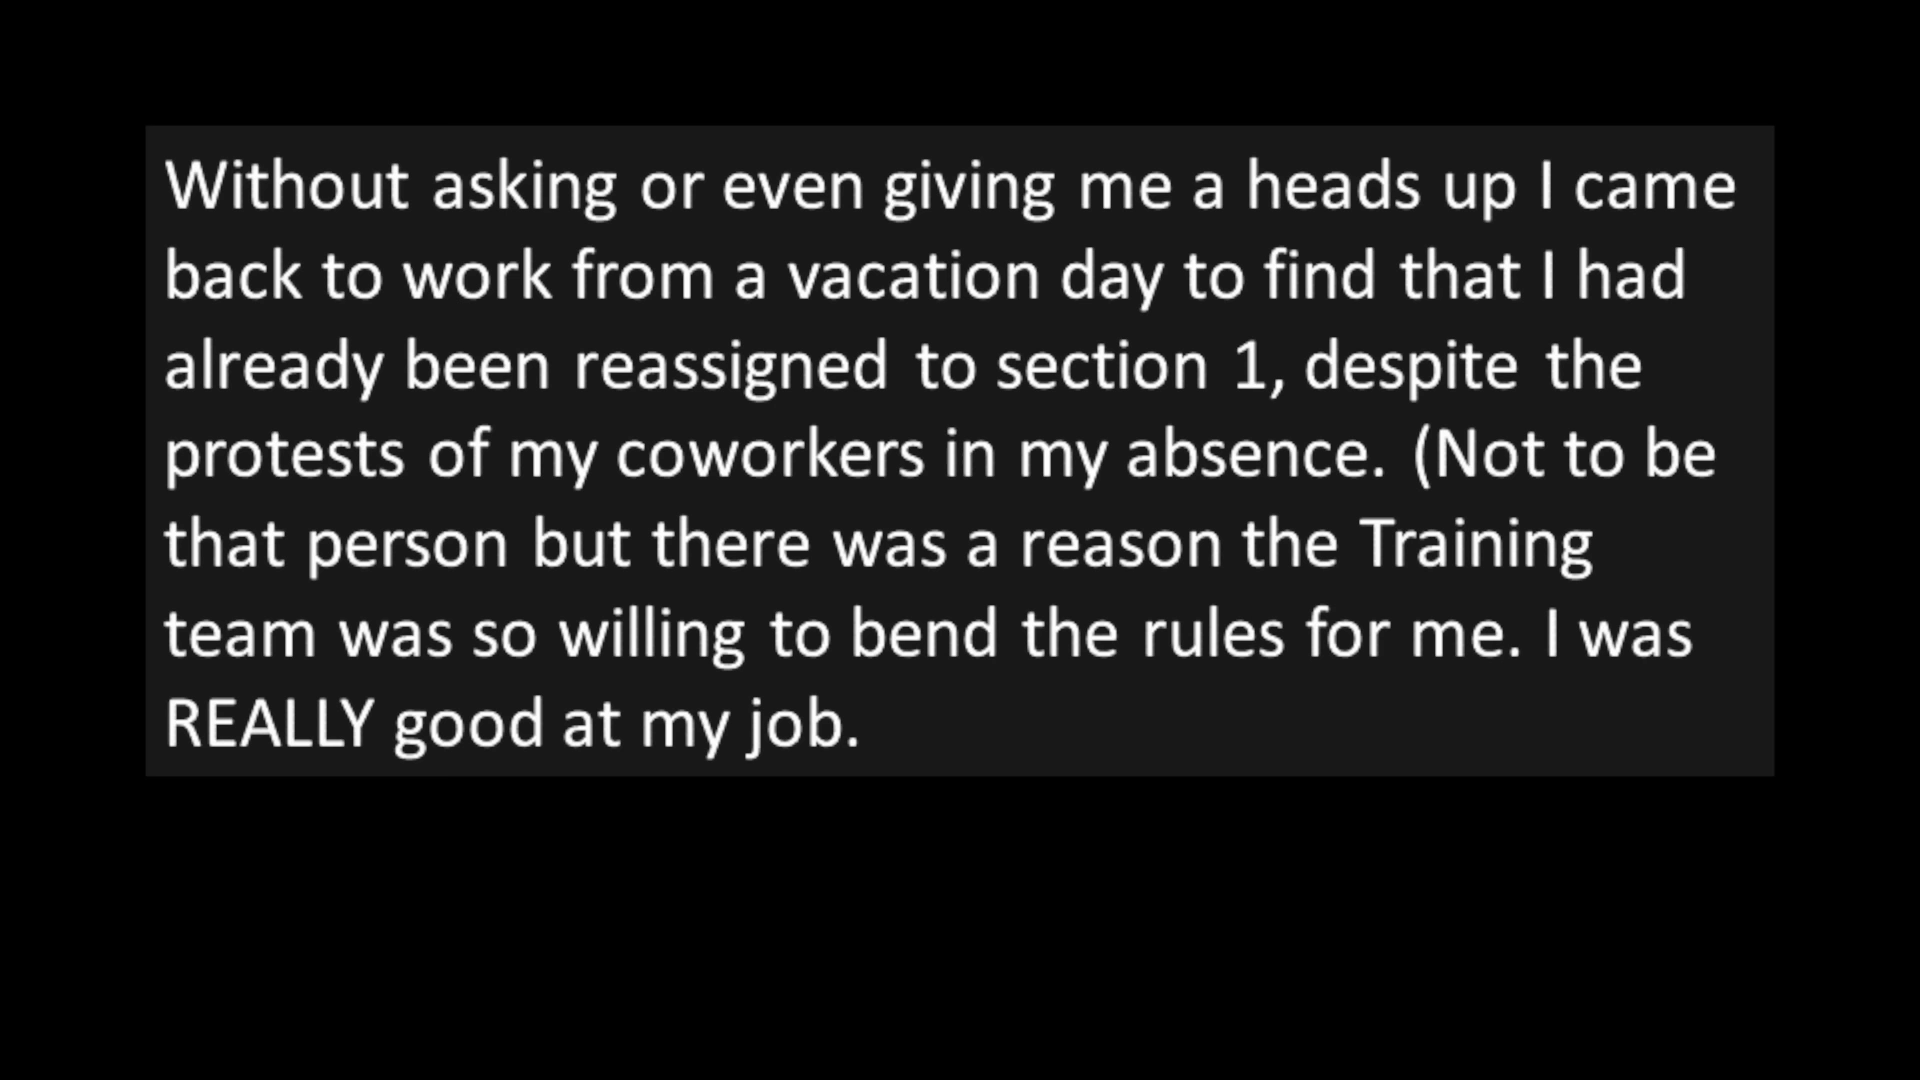 Without asking or even giving me a heads up I came
back to work from a vacation day to find that I had
already been reassigned to section 1, despite the
protests of my coworkers in my absence. (Not to be
that person but there was a reason the Training
team was so willing to bend the rules for me. I was
REALLY good at my job.